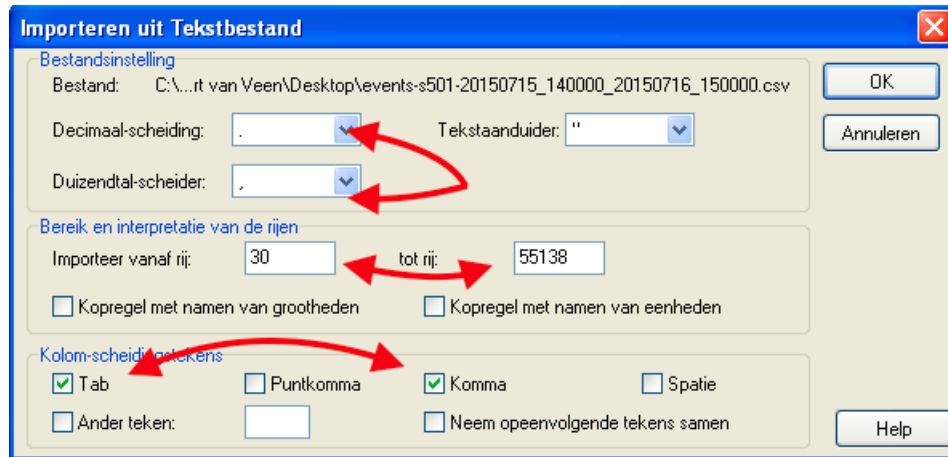 Importeren uit Tekstbestand
Bestandsinstelling
Bestand: C:\...rt van Veen\Desktop\events-s501-20150715_140000_20150716_150000.csv
Decimaal-scheiding: . Tekstaanduider: "
Duizendtal-scheider: ,
Bereik en interpretatie van de rijen
Importeer vanaf rij: 30 tot rij: 55138
Kopregel met namen van grootheden Kopregel met namen van eenheden
Kolom-scheidingstekens
Tab Puntkomma Komma Spatie
Ander teken: Neem opeenvolgende tekens samen
OK
Annuleren
Help